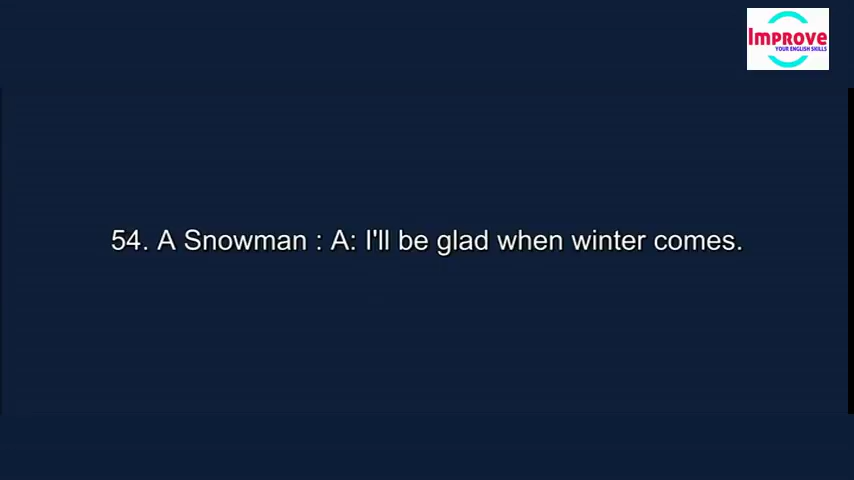 Improve
YOUR ENGLISH SKILLS
54. A Snowman : A: I'll be glad when winter comes.